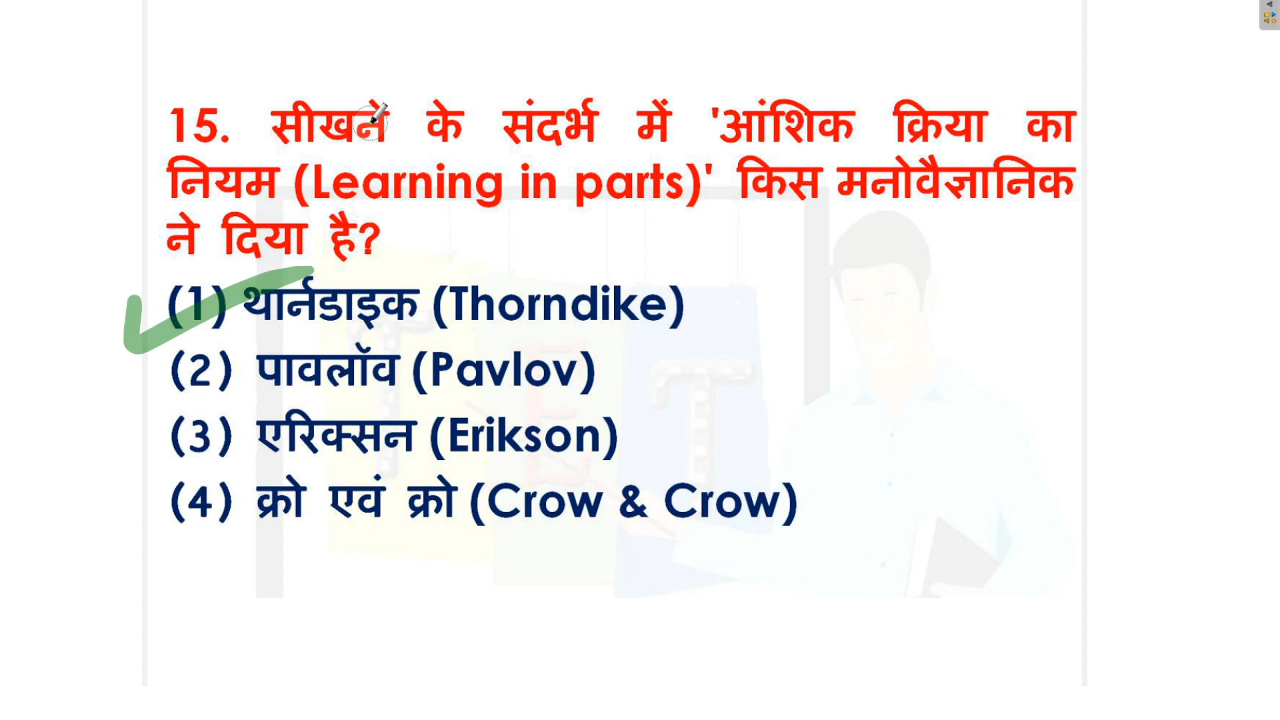 15. सीखने के संदर्भ में 'आंशिक क्रिया का
नियम (Learning in parts)' किस मनोवैज्ञानिक
ने दिया है?
(1) थार्नडाइक (Thorndike)
(2) पावलॉव (Pavlov)
(3) एरिक्सन (Erikson)
(4) क्रो एवं क्रो (Crow & Crow)